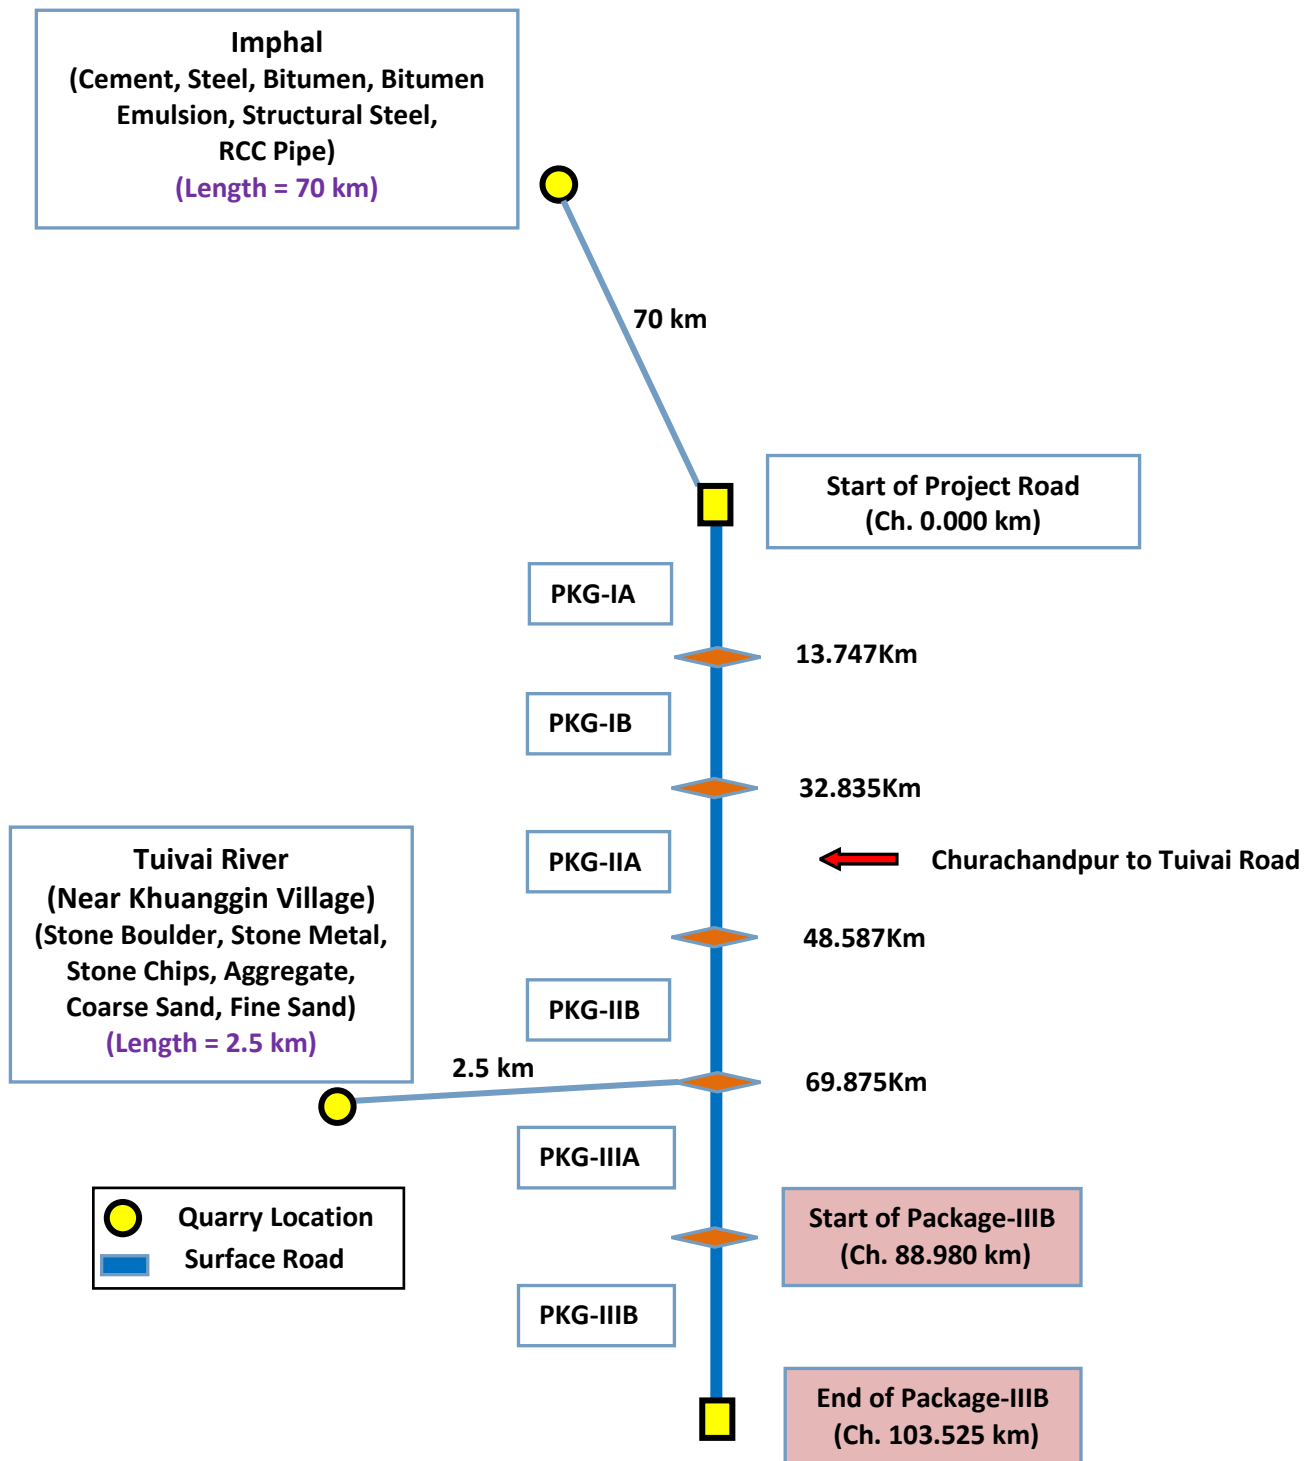 Imphal
(Cement, Steel, Bitumen, Bitumen
Emulsion, Structural Steel,
RCC Pipe)
(Length = 70 km)
70 km
Start of Project Road
(Ch. 0.000 km)
PKG-IA
13.747Km
PKG-IB
32.835Km
PKG-IIA
Churachandpur to Tuivai Road
Tuivai River
(Near Khuanggin Village)
(Stone Boulder, Stone Metal,
Stone Chips, Aggregate,
Coarse Sand, Fine Sand)
(Length = 2.5 km)
48.587Km
PKG-IIB
2.5 km
69.875Km
PKG-IIIA
Quarry Location
Surface Road
Start of Package-IIIB
(Ch. 88.980 km)
PKG-IIIB
End of Package-IIIB
(Ch. 103.525 km)